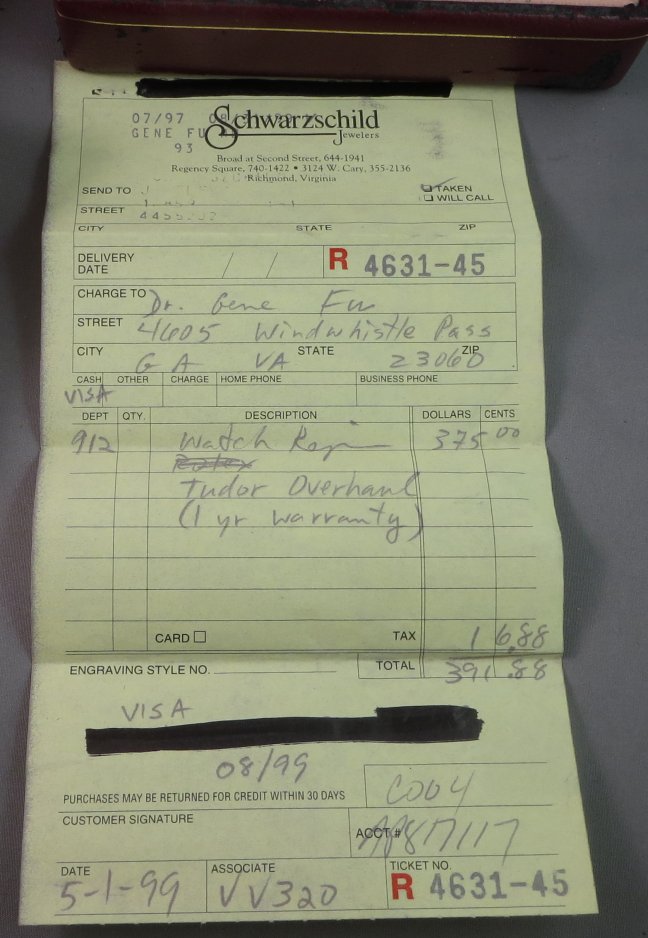 07/97
Schwarzschild
GENE FU
Jewelers
93
Broad at Second Street, 644-1941
Regency Square, 740-1422 • 3124 W. Cary, 355-2136
Richmond, Virginia
SEND TO
TAKEN
WILL CALL
STREET
CITY STATE ZIP
DELIVERY DATE / / R 4631-45
CHARGE TO Dr. Gene Fu
STREET 4605 Windwhistle Pass
CITY STATE ZIP
G A VA 23060
CASH OTHER CHARGE HOME PHONE BUSINESS PHONE
VISA
DEPT QTY. DESCRIPTION DOLLARS CENTS
912 Watch 375 00
Rolex
Tudor Overhaul
(1 yr warranty)
CARD TAX 16.88
ENGRAVING STYLE NO. TOTAL 391.88
VISA
08/99
PURCHASES MAY BE RETURNED FOR CREDIT WITHIN 30 DAYS
C004
CUSTOMER SIGNATURE
ACCT.# AP817117
DATE ASSOCIATE TICKET NO.
5-1-99 VV320 R 4631-45